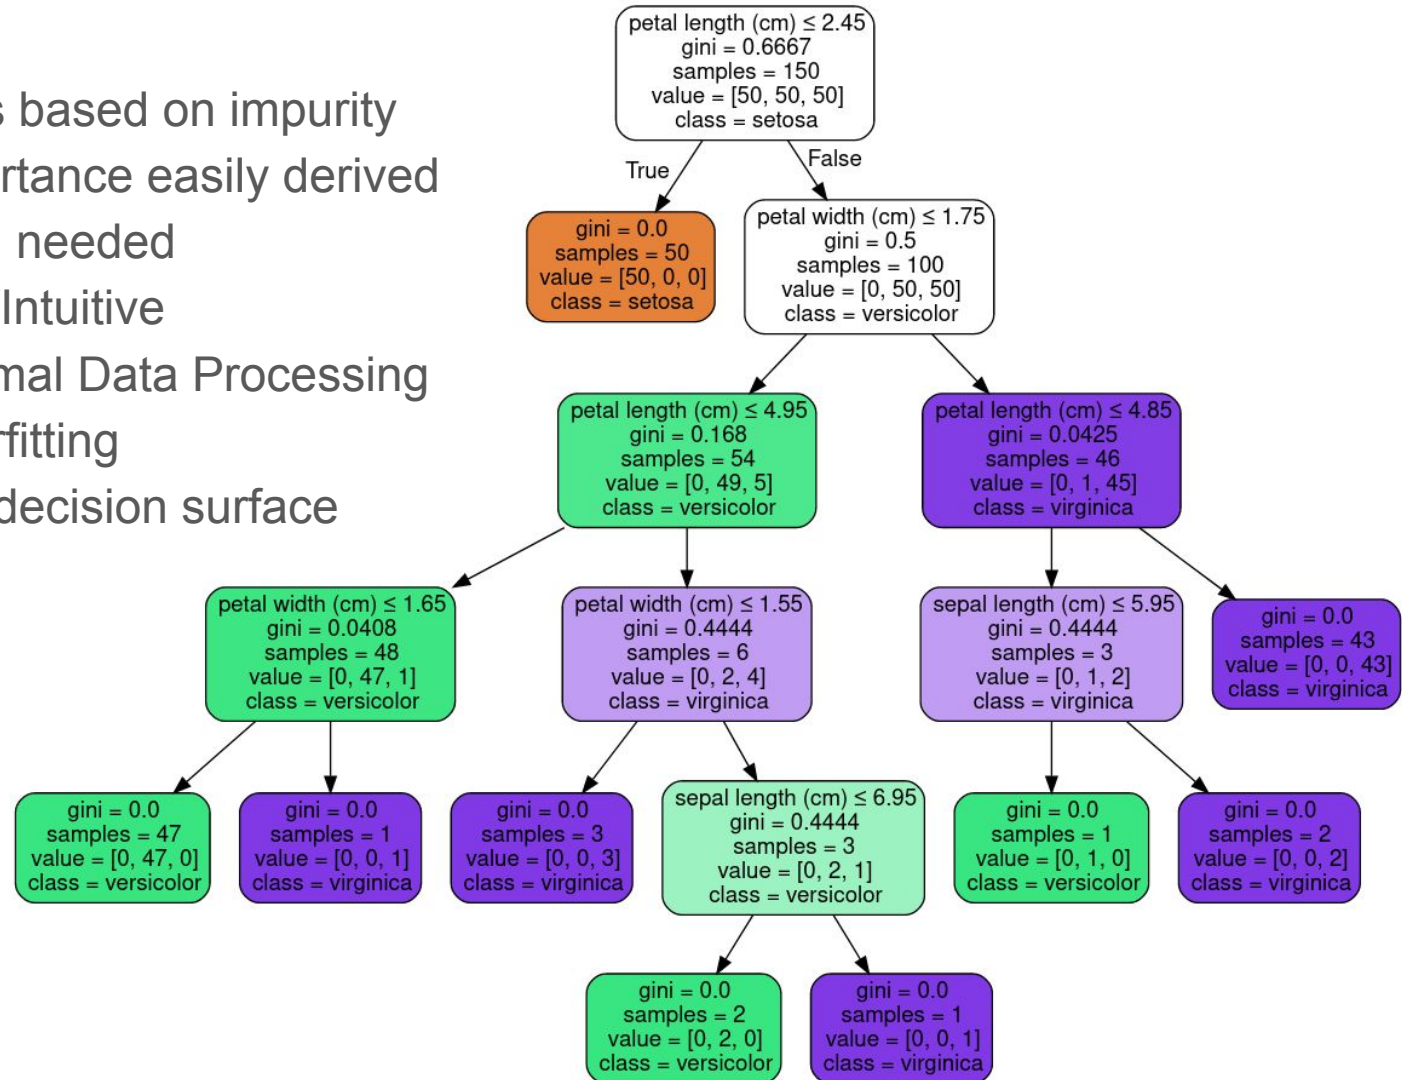 s based on impurity
rtance easily derived
needed
Intuitive
mal Data Processing
rfitting
decision surface
petal length (cm) ≤ 2.45
gini = 0.6667
samples = 150
value = [50, 50, 50]
class = setosa
True
False
gini = 0.0
samples = 50
value = [50, 0, 0]
class = setosa
petal width (cm) ≤ 1.75
gini = 0.5
samples = 100
value = [0, 50, 50]
class = versicolor
petal length (cm) ≤ 4.95
gini = 0.168
samples = 54
value = [0, 49, 5]
class = versicolor
petal length (cm) ≤ 4.85
gini = 0.0425
samples = 46
value = [0, 1, 45]
class = virginica
petal width (cm) ≤ 1.65
gini = 0.0408
samples = 48
value = [0, 47, 1]
class = versicolor
petal width (cm) ≤ 1.55
gini = 0.4444
samples = 6
value = [0, 2, 4]
class = virginica
sepal length (cm) ≤ 5.95
gini = 0.4444
samples = 3
value = [0, 1, 2]
class = virginica
gini = 0.0
samples = 43
value = [0, 0, 43]
class = virginica
gini = 0.0
samples = 47
value = [0, 47, 0]
class = versicolor
gini = 0.0
samples = 1
value = [0, 0, 1]
class = virginica
gini = 0.0
samples = 3
value = [0, 0, 3]
class = virginica
sepal length (cm) ≤ 6.95
gini = 0.4444
samples = 3
value = [0, 2, 1]
class = versicolor
gini = 0.0
samples = 1
value = [0, 1, 0]
class = versicolor
gini = 0.0
samples = 2
value = [0, 0, 2]
class = virginica
gini = 0.0
samples = 2
value = [0, 2, 0]
class = versicolor
gini = 0.0
samples = 1
value = [0, 0, 1]
class = virginica